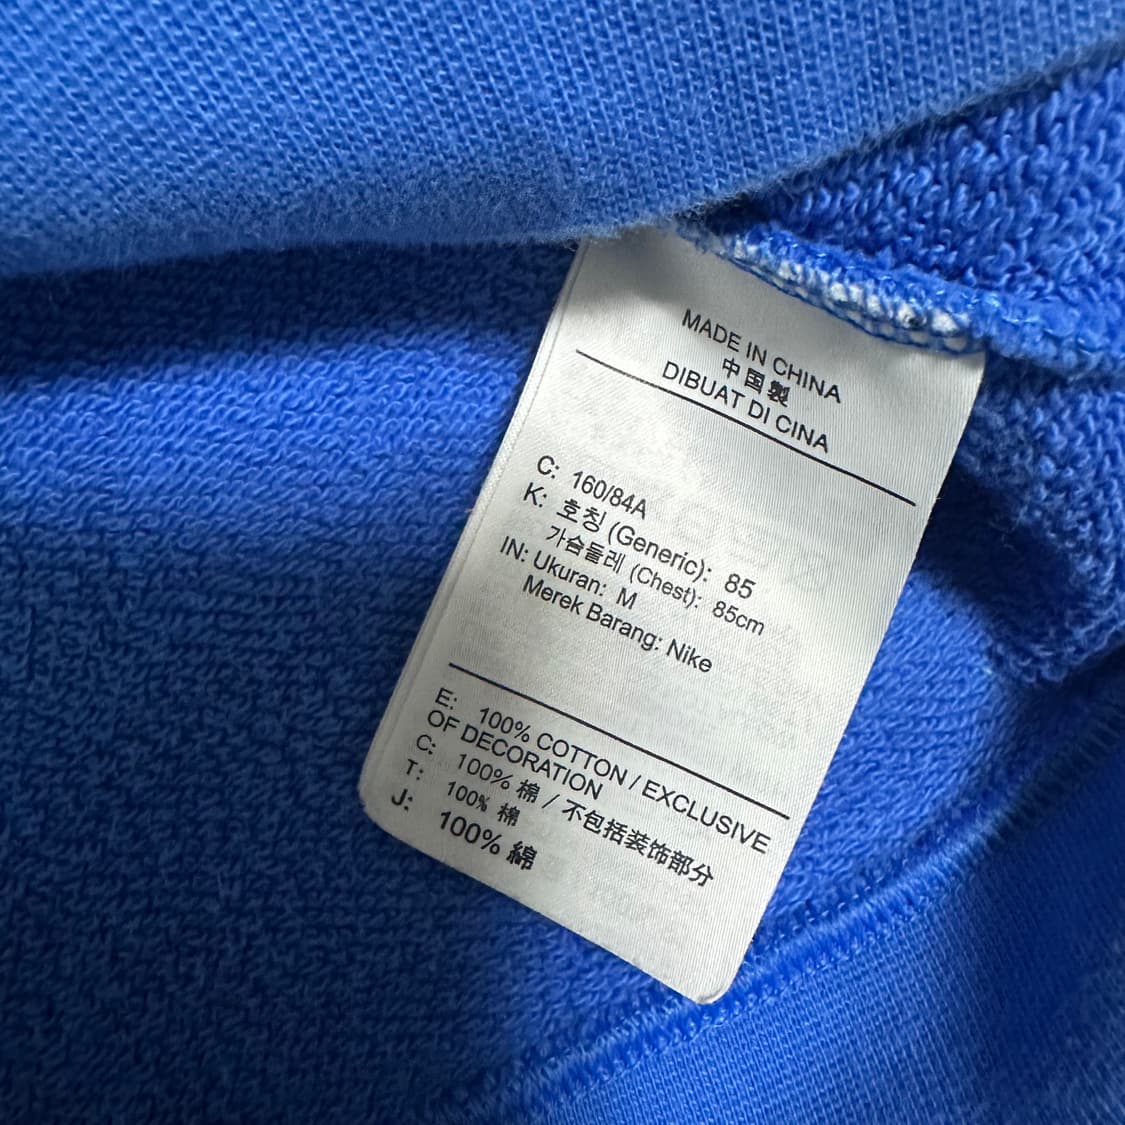 MADE IN CHINA
中国製
DIBUAT DI CINA
C: 160/84A
K: 호칭 (Generic): 85
가슴둘레 (Chest): 85cm
IN: Ukuran: M
Merek Barang: Nike
E: 100% COTTON / EXCLUSIVE
OF DECORATION
C: 100% 棉 / 不包括装饰部分
T: 100% 棉
J: 100% 綿